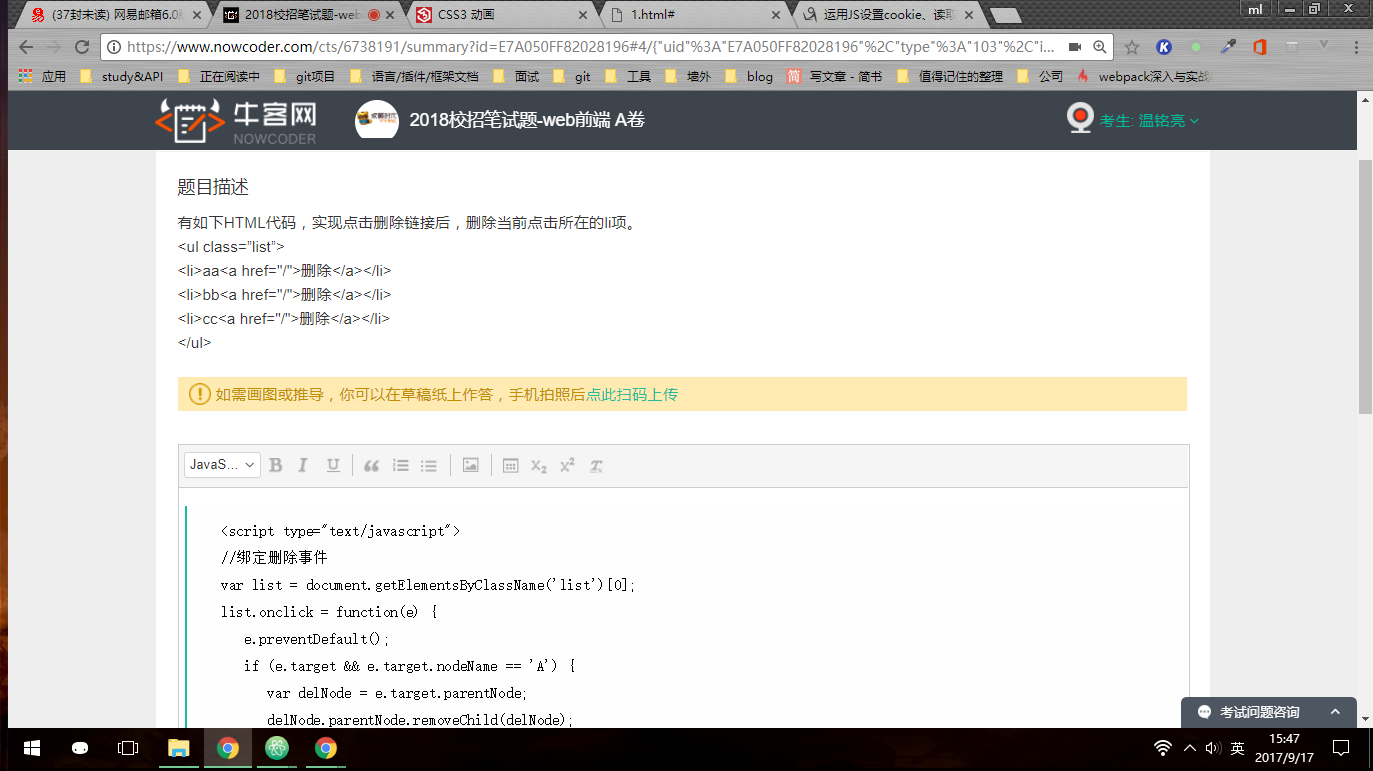 (37封未读) 网易邮箱6.0版
2018校招笔试题-web
CSS3 动画
1.html#
运用JS设置cookie、读取
ml
https://www.nowcoder.com/cts/6738191/summary?id=E7A050FF82028196#4/{"uid"%3A"E7A050FF82028196"%2C"type"%3A"103"%2C"i...
应用
study&API
正在阅读中
git项目
语言/插件/框架文档
面试
git
工具
墙外
blog
简 写文章 - 简书
值得记住的整理
公司
webpack深入与实战
牛客网
NOWCODER
2018校招笔试题-web前端 A卷
考生: 温铭亮
题目描述
有如下HTML代码，实现点击删除链接后，删除当前点击所在的li项。
<ul class="list”>
<li>aa<a href="/">删除</a></li>
<li>bb<a href="/">删除</a></li>
<li>cc<a href="/">删除</a></li>
</ul>
如需画图或推导，你可以在草稿纸上作答，手机拍照后点此扫码上传
JavaS... B I U X₂ X² Tx
<script type="text/javascript">
//绑定删除事件
var list = document.getElementsByClassName('list')[0];
list.onclick = function(e) {
e.preventDefault();
if (e.target && e.target.nodeName == 'A') {
var delNode = e.target.parentNode;
delNode.parentNode.removeChild(delNode);
考试问题咨询
英
15:47
2017/9/17